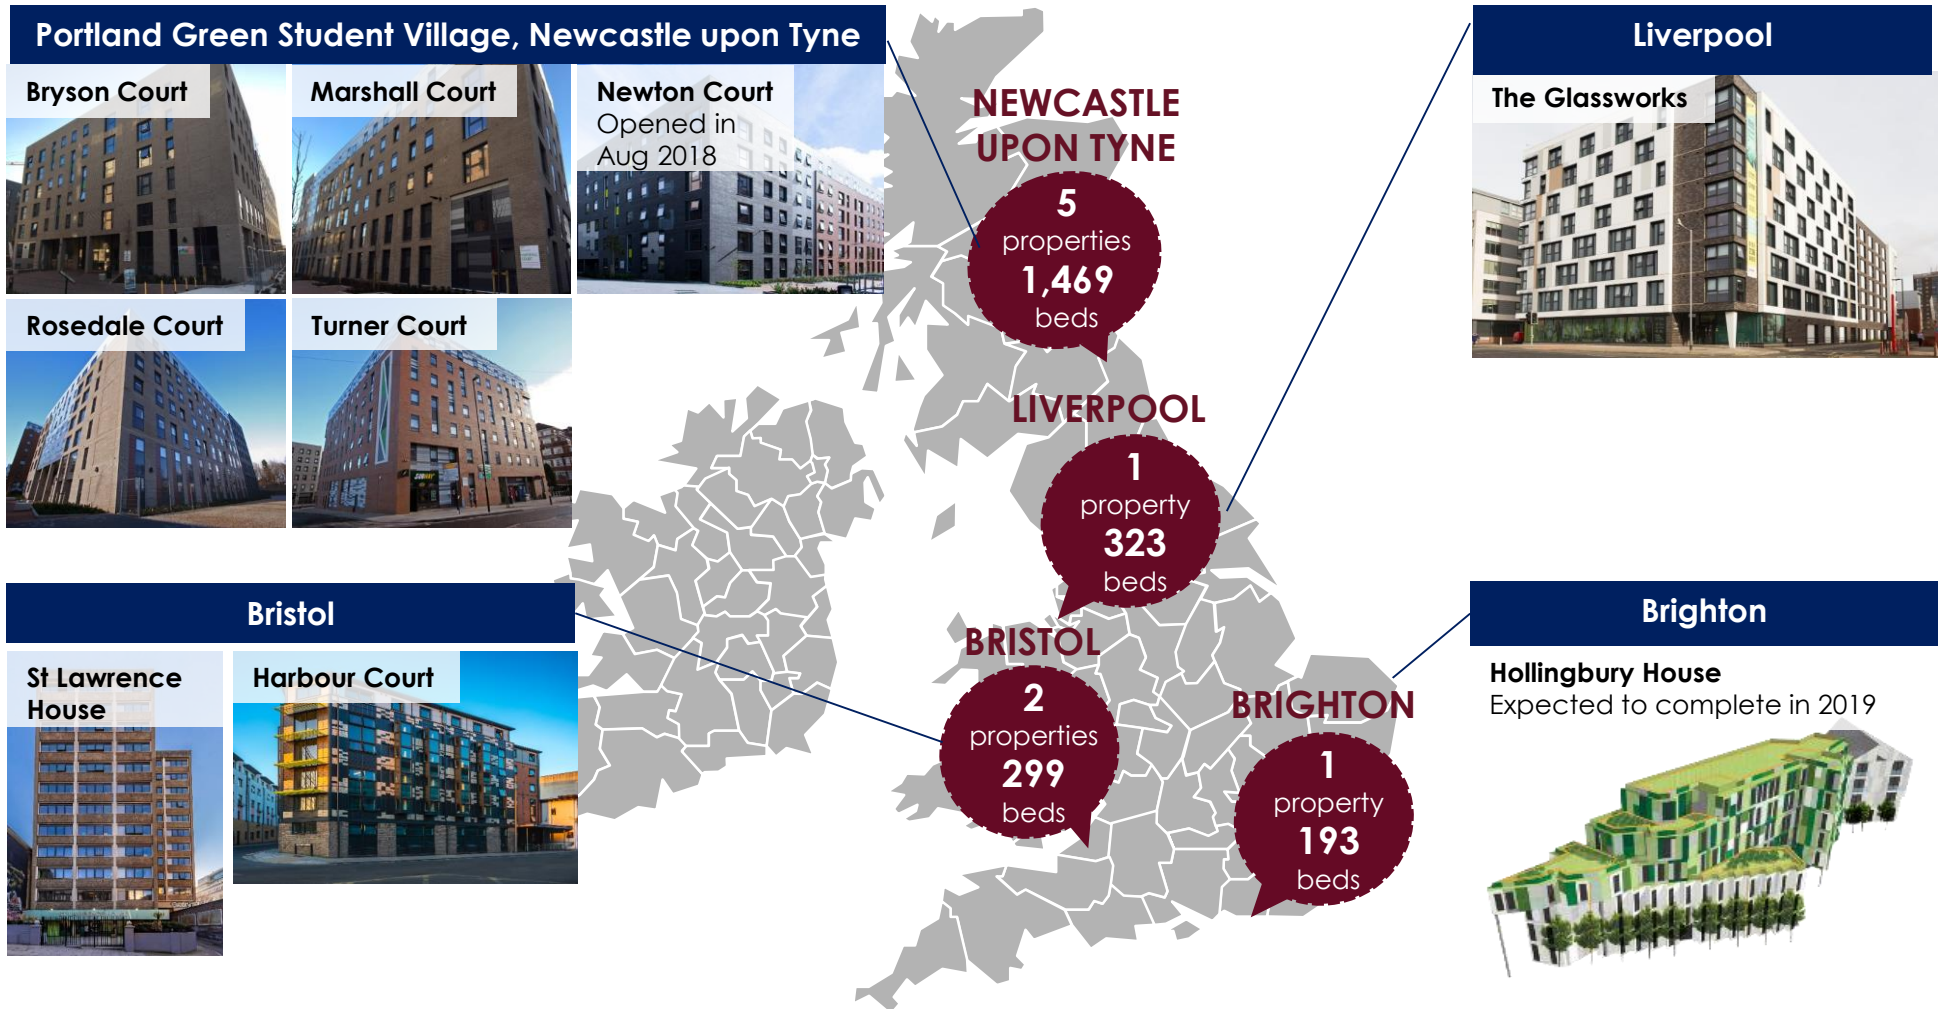 Portland Green Student Village, Newcastle upon Tyne
Bryson Court
Marshall Court
Newton Court
Opened in
Aug 2018
Rosedale Court
Turner Court
SUBWAY
Liverpool
The Glassworks
NEWCASTLE
UPON TYNE
5
properties
1,469
beds
LIVERPOOL
1
property
323
beds
Bristol
St Lawrence
House
Harbour Court
BRISTOL
2
properties
299
beds
BRIGHTON
1
property
193
beds
Brighton
Hollingbury House
Expected to complete in 2019